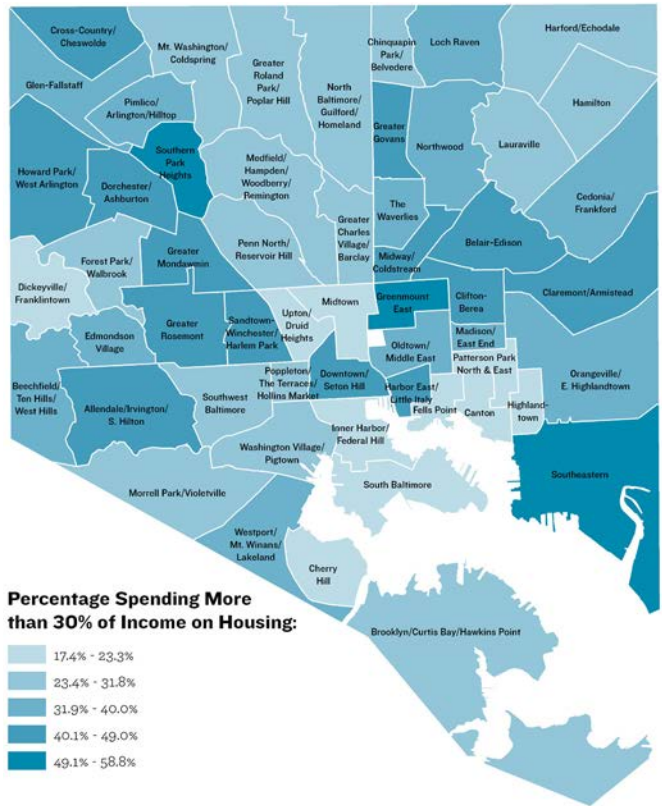 Cross-Country/
Cheswolde
Mt. Washington/
Coldspring
Greater
Roland
Park/
Poplar Hill
North
Baltimore/
Guilford/
Homeland
Chinquapin
Park/
Belvedere
Loch Raven
Harford/Echodale
Glen-Fallstaff
Pimlico/
Arlington/Hilltop
Hamilton
Greater
Govans
Northwood
Lauraville
Southern
Park
Heights
Howard Park/
West Arlington
Dorchester/
Ashburton
Medfield/
Hampden/
Woodberry/
Remington
The
Waverlies
Cedonia/
Frankford
Greater
Charles
Village/
Barclay
Belair-Edison
Penn North/
Reservoir Hill
Greater
Mondawmin
Forest Park/
Walbrook
Midway/
Coldstream
Dickeyville/
Franklintown
Midtown
Greenmount
East
Clifton-
Berea
Claremont/Armistead
Upton/
Druid
Heights
Sandtown-
Winchester/
Harlem Park
Greater
Rosemont
Edmondson
Village
Oldtown/
Middle East
Madison/
East End
Patterson Park
North & East
Orangeville/
E. Highlandtown
Beechfield/
Ten Hills/
West Hills
Southwest
Baltimore
Poppleton/
The Terraces/
Hollins Market
Downtown/
Seton Hill
Harbor East/
Little Italy
Fells Point
Canton
Highland-
town
Allendale/Irvington/
S. Hilton
Inner Harbor/
Federal Hill
Washington Village/
Pigtown
South Baltimore
Southeastern
Morrell Park/Violetville
Westport/
Mt. Winans/
Lakeland
Cherry
Hill
Brooklyn/Curtis Bay/Hawkins Point
Percentage Spending More
than 30% of Income on Housing:
17.4% - 23.3%
23.4% - 31.8%
31.9% - 40.0%
40.1% - 49.0%
49.1% - 58.8%